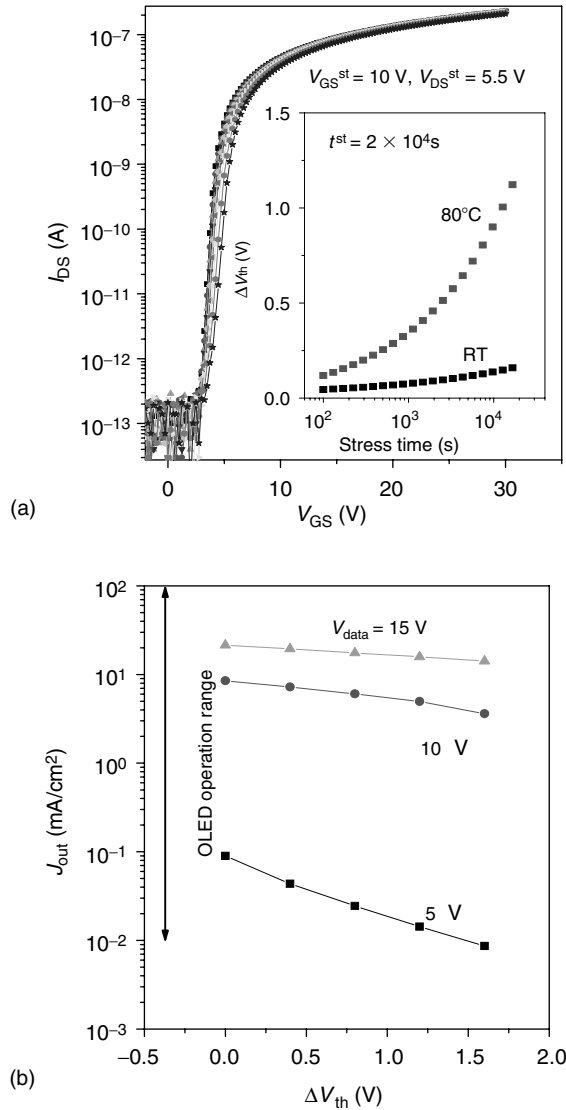 10⁻⁷
10⁻⁸
10⁻⁹
10⁻¹⁰
10⁻¹¹
10⁻¹²
10⁻¹³
I_DS (A)
V_GS^st = 10 V, V_DS^st = 5.5 V
1.5
1.0
0.5
0.0
ΔV_th (V)
t^st = 2 × 10⁴s
80°C
RT
10² 10³ 10⁴
Stress time (s)
0 10 20 30
V_GS (V)
(a)
10²
10¹
10⁰
10⁻¹
10⁻²
10⁻³
J_out (mA/cm²)
OLED operation range
V_data = 15 V
10 V
5 V
−0.5 0.0 0.5 1.0 1.5 2.0
ΔV_th (V)
(b)